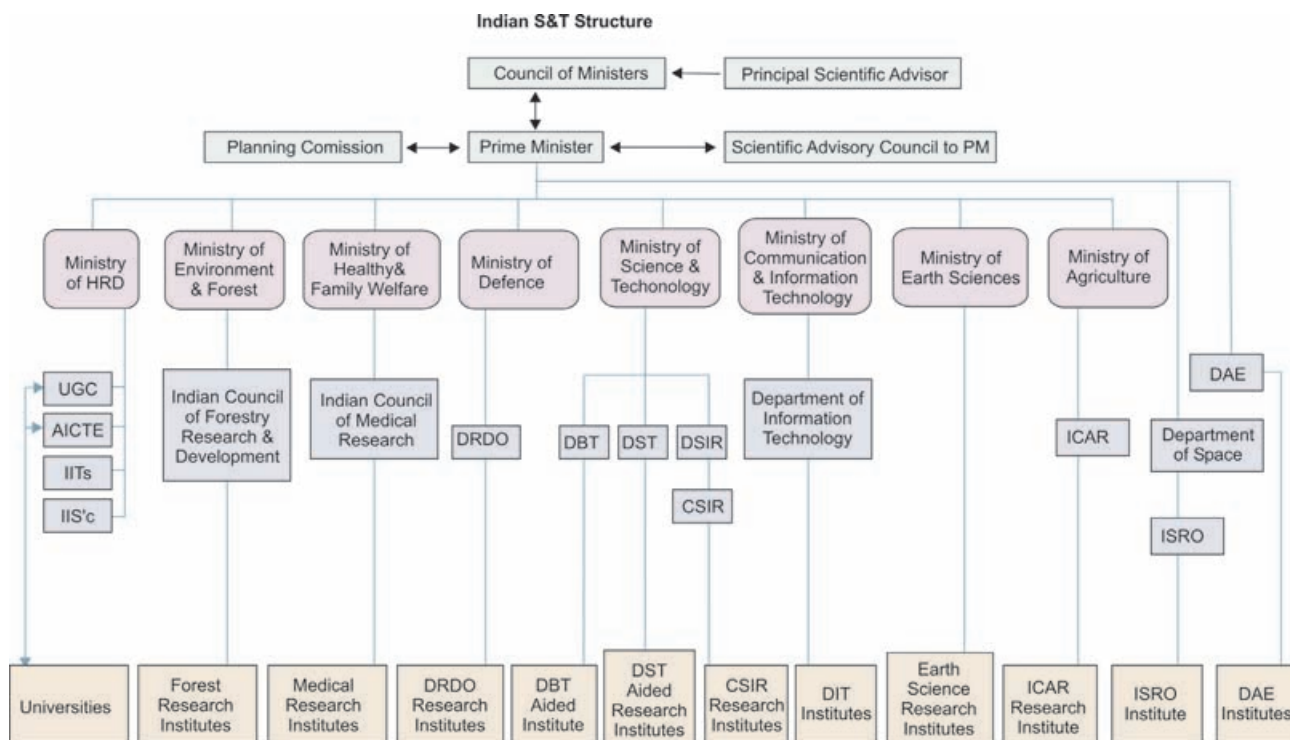 Indian S&T Structure
Council of Ministers
Principal Scientific Advisor
Planning Comission
Prime Minister
Scientific Advisory Council to PM
Ministry
of HRD
Ministry of
Environment
& Forest
Ministry of
Healthy&
Family Welfare
Ministry of
Defence
Ministry of
Science &
Techonology
Ministry of
Communication
& Information
Technology
Ministry of
Earth Sciences
Ministry of
Agriculture
UGC
AICTE
IITs
IIS'c
Indian Council
of Forestry
Research &
Development
Indian Council
of Medical
Research
DRDO
DBT
DST
DSIR
CSIR
Department of
Information
Technology
ICAR
Department
of Space
ISRO
DAE
Universities
Forest
Research
Institutes
Medical
Research
Institutes
DRDO
Research
Institutes
DBT
Aided
Institute
DST
Aided
Research
Institutes
CSIR
Research
Institutes
DIT
Institutes
Earth
Science
Research
Institutes
ICAR
Research
Institute
ISRO
Institute
DAE
Institutes